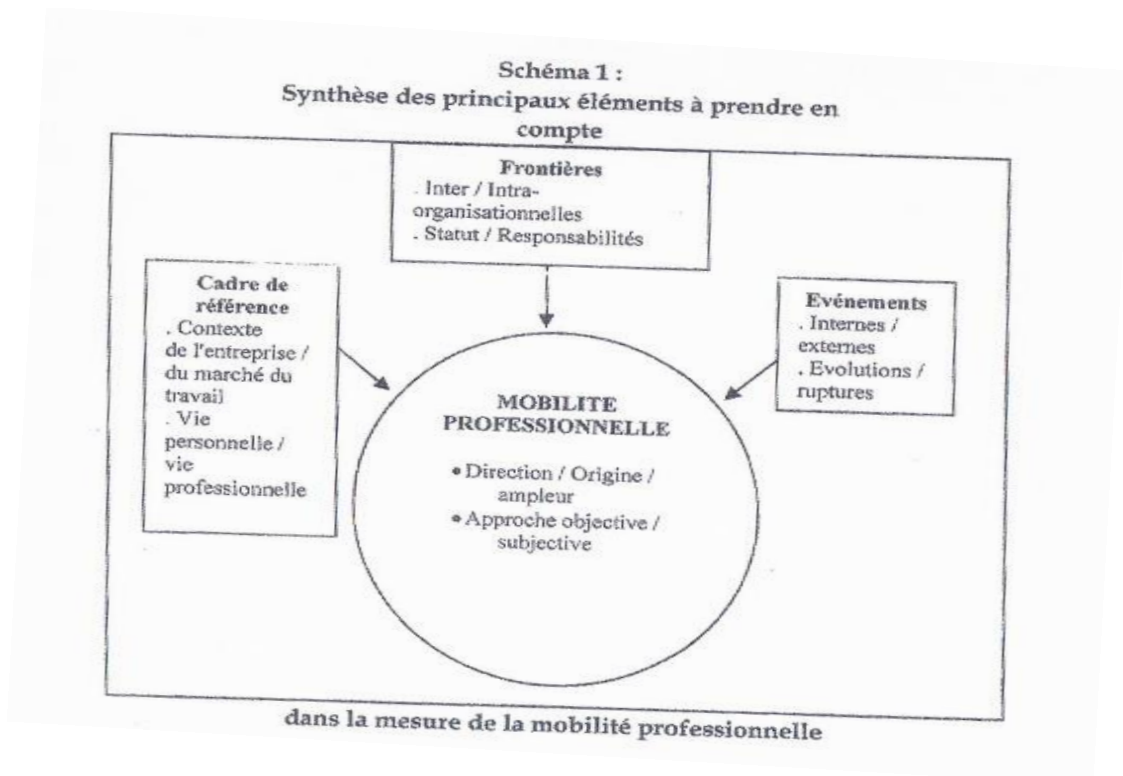 Schéma 1 :
Synthèse des principaux éléments à prendre en
compte
Frontières
. Inter / Intra-
organisationnelles
. Statut / Responsabilités
Cadre de
référence
. Contexte
de l'entreprise /
du marché du
travail
. Vie
personnelle /
vie
professionnelle
Evénements
. Internes /
externes
. Evolutions /
ruptures
MOBILITE
PROFESSIONNELLE
• Direction / Origine /
ampleur
• Approche objective /
subjective
dans la mesure de la mobilité professionnelle